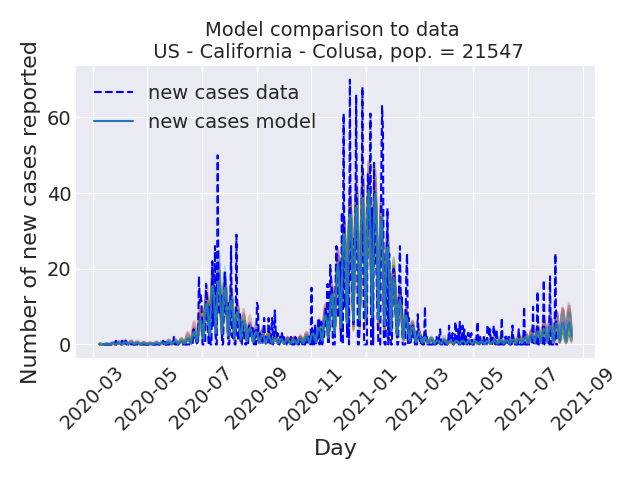 Model comparison to data
US - California - Colusa, pop. = 21547
new cases data
new cases model
Number of new cases reported
60
40
20
0
2020-03
2020-05
2020-07
2020-09
2020-11
2021-01
2021-03
2021-05
2021-07
2021-09
Day